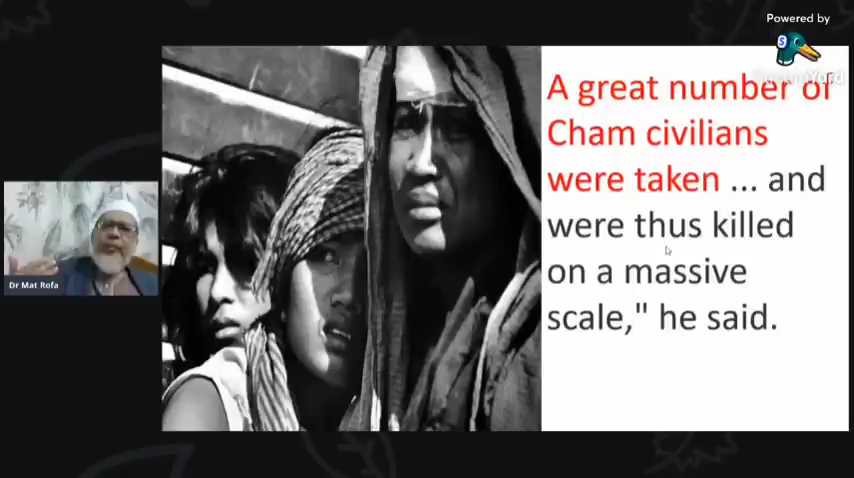 Powered by
StreamYard
A great number of
Cham civilians
were taken ... and
were thus killed
on a massive
scale," he said.
Dr Mat Rofa